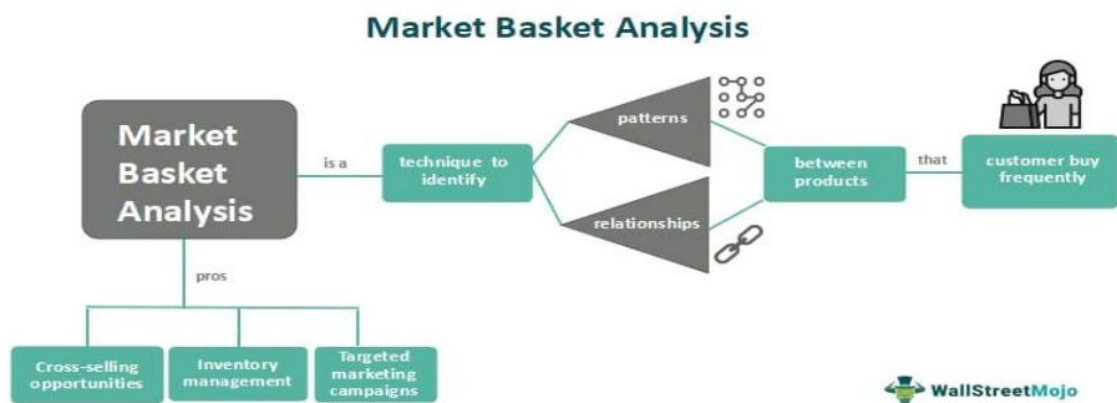 Market Basket Analysis
Market
Basket
Analysis
is a
technique to
identify
patterns
relationships
between
products
that
customer buy
frequently
pros
Cross-selling
opportunities
Inventory
management
Targeted
marketing
campaigns
WallStreetMojo